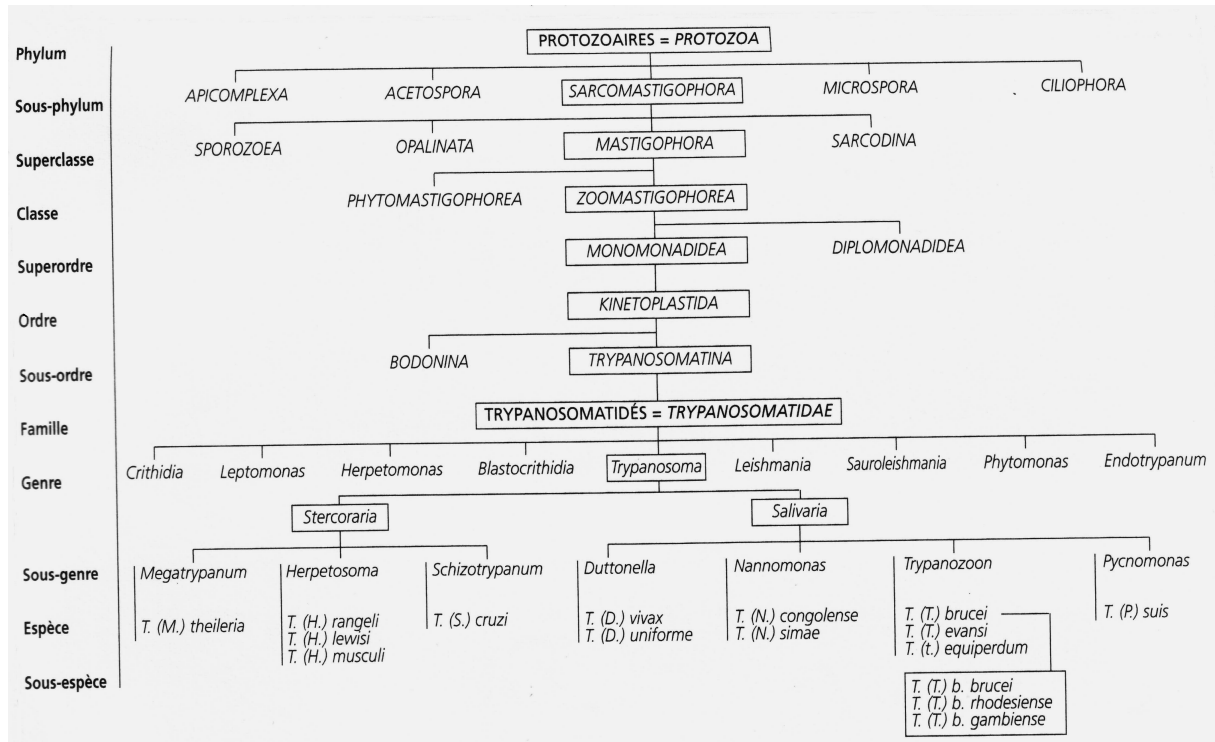 PROTOZOAIRES = PROTOZOA
Phylum
APICOMPLEXA ACETOSPORA SARCOMASTIGOPHORA MICROSPORA CILIOPHORA
Sous-phylum
SPOROZOEA OPALINATA MASTIGOPHORA SARCODINA
Superclasse
PHYTOMASTIGOPHOREA ZOOMASTIGOPHOREA
Classe
MONOMONADIDEA DIPLOMONADIDEA
Superordre
KINETOPLASTIDA
Ordre
BODONINA TRYPANOSOMATINA
Sous-ordre
TRYPANOSOMATIDÉS = TRYPANOSOMATIDAE
Famille
Crithidia Leptomonas Herpetomonas Blastocrithidia Trypanosoma Leishmania Sauroleishmania Phytomonas Endotrypanum
Genre
Stercoraria Salivaria
Sous-genre
Megatrypanum Herpetosoma Schizotrypanum Duttonella Nannomonas Trypanozoon Pycnomonas
Espèce
T. (M.) theileria T. (H.) rangeli T. (S.) cruzi T. (D.) vivax T. (N.) congolense T. (T.) brucei T. (P.) suis
T. (H.) lewisi T. (D.) uniforme T. (N.) simae T. (T.) evansi
T. (H.) musculi T. (t.) equiperdum
Sous-espèce
T. (T.) b. brucei
T. (T.) b. rhodesiense
T. (T.) b. gambiense